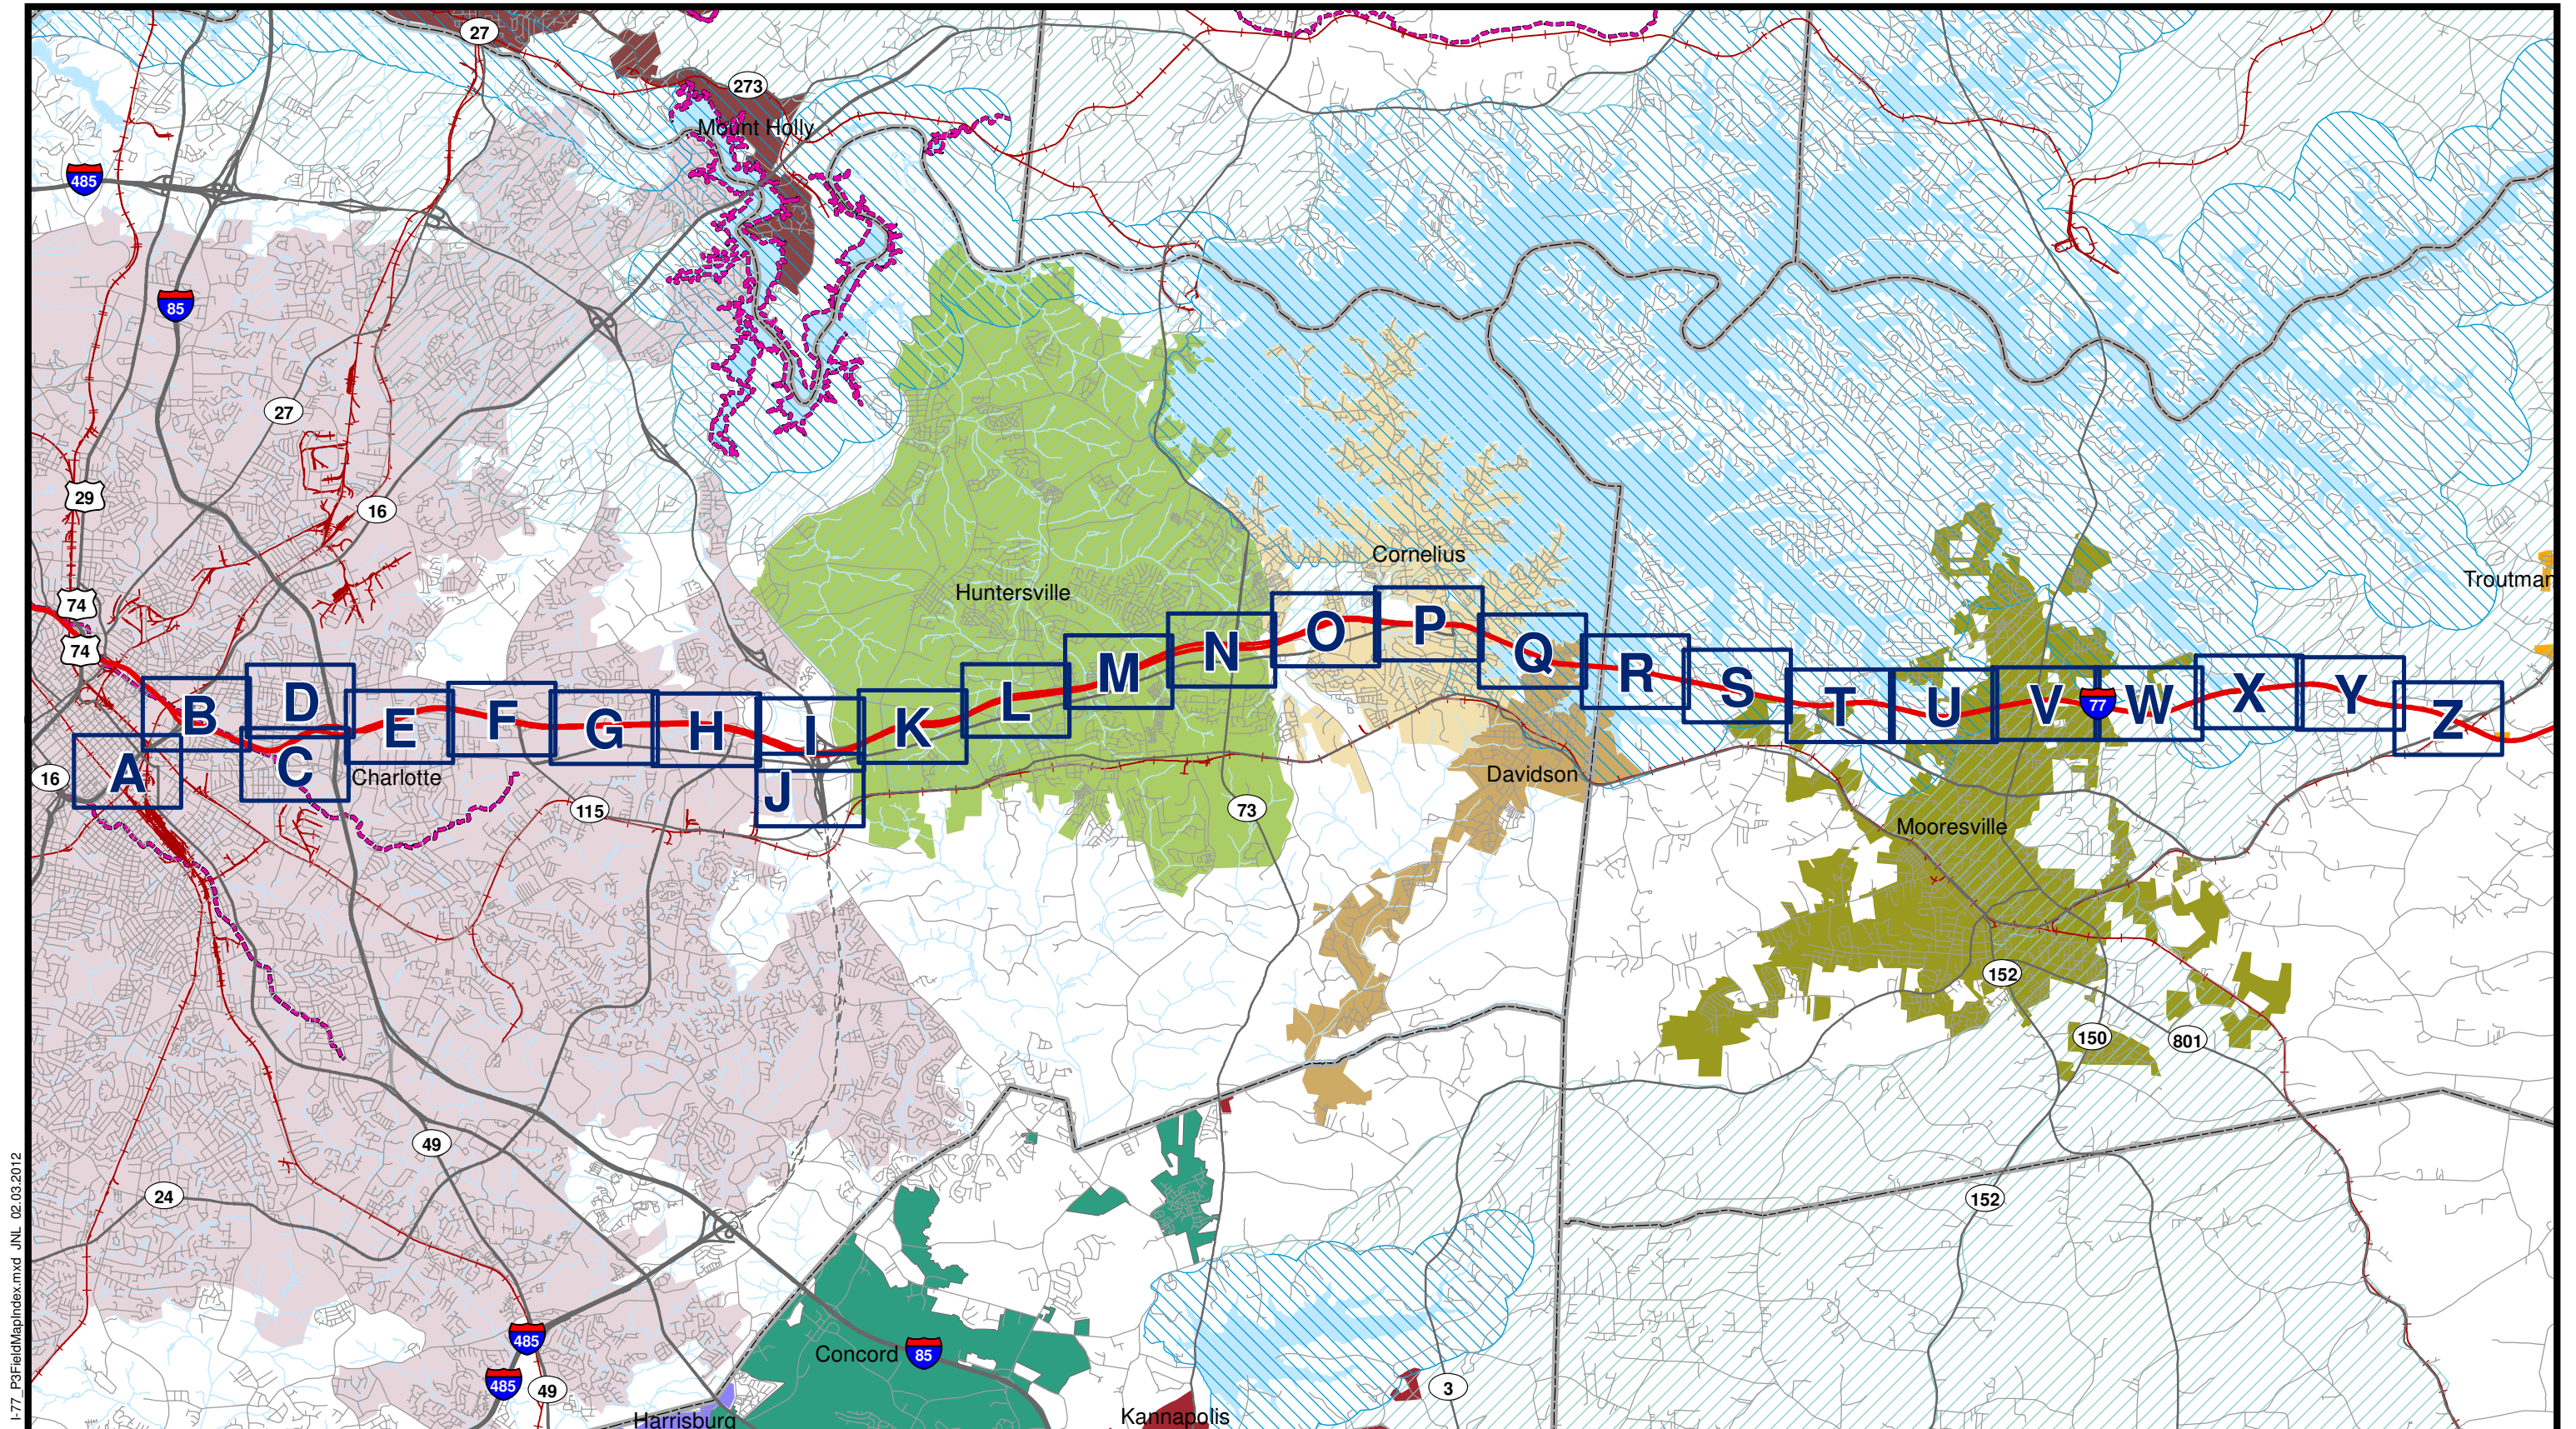 27
273
Mount Holly
485
85
27
29
16
Cornelius
Troutman
Huntersville
74
74
P
O
N
Q
M
R
D
S
L
X
Y
B
F
E
G
H
I
K
T
U
V
77
W
Z
A
C
J
16
Charlotte
Davidson
115
73
Mooresville
152
150
801
49
24
152
485
Concord
85
485
49
3
Harrisburg
Kannapolis
I-77_P3FieldMapIndex.mxd JNL 02.03.2012